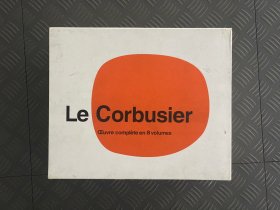 Le Corbusier
Œuvre complète en 8 volumes